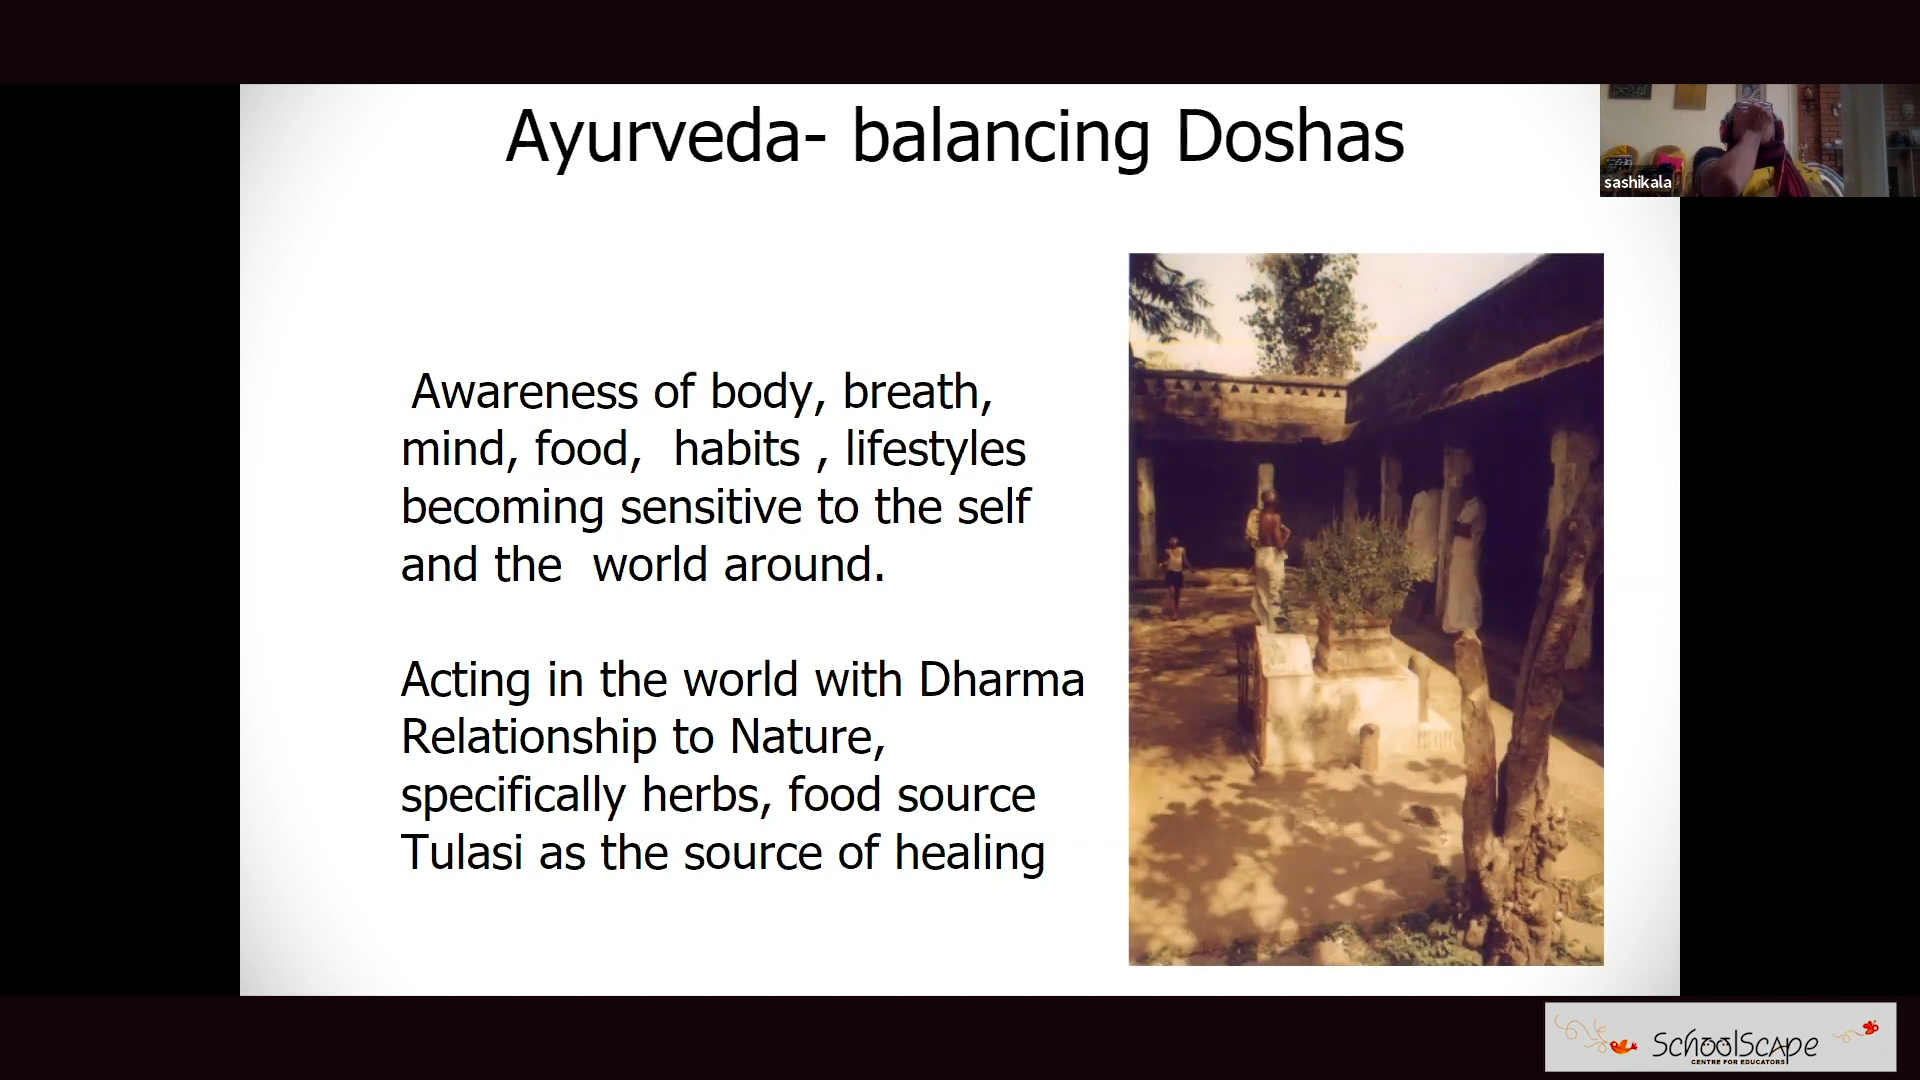 Ayurveda- balancing Doshas
sashikala
Awareness of body, breath,
mind, food,  habits , lifestyles
becoming sensitive to the self
and the  world around.
Acting in the world with Dharma
Relationship to Nature,
specifically herbs, food source
Tulasi as the source of healing
SchoolScape
CENTRE FOR EDUCATORS